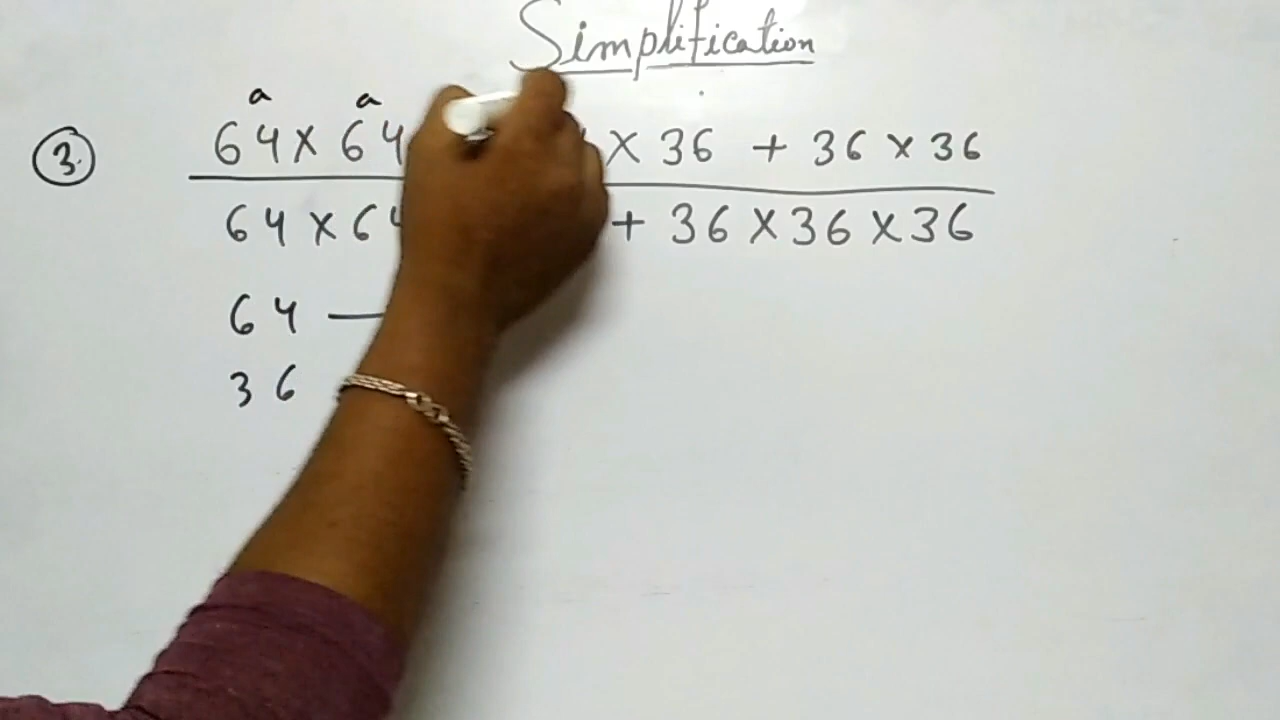 Simplification
a a
3. 64 × 64 × 36 + 36 × 36
64 × 6 + 36 × 36 × 36
64 —
36